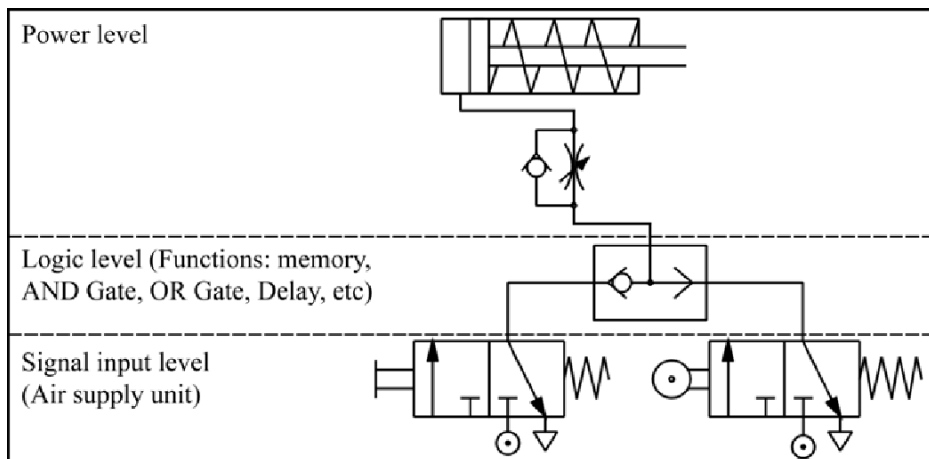 Power level
Logic level (Functions: memory,
AND Gate, OR Gate, Delay, etc)
Signal input level
(Air supply unit)